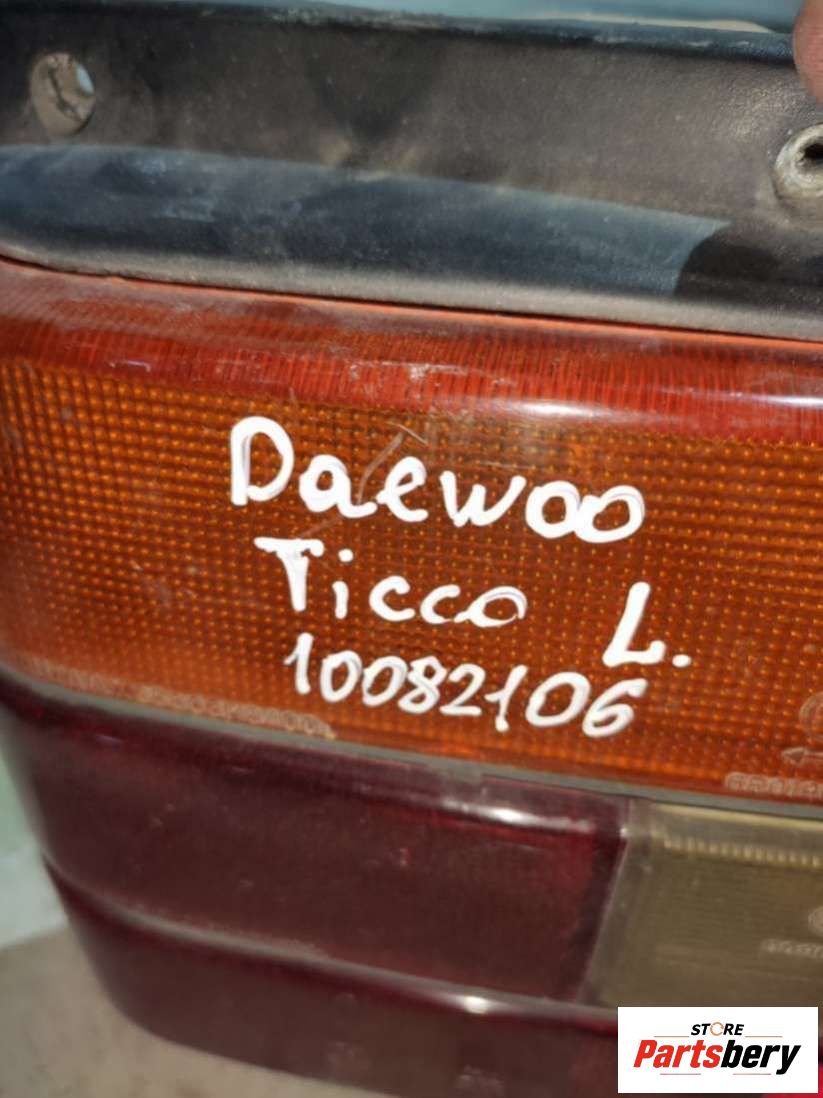 Daewoo
Ticco L.
10082106
STORE
Partsbery